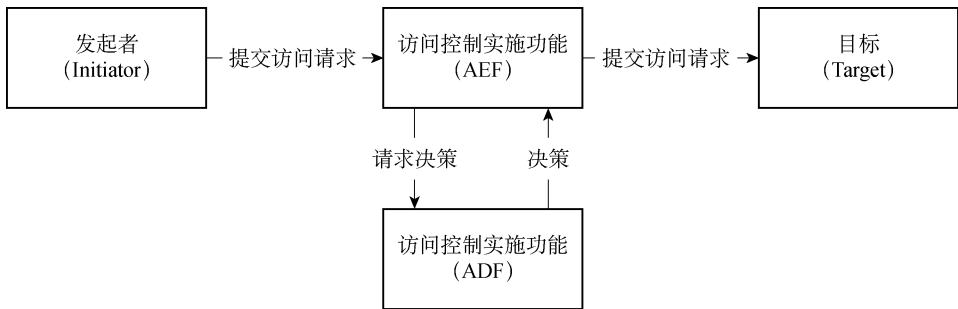 发起者
（Initiator）
提交访问请求
访问控制实施功能
（AEF）
提交访问请求
目标
（Target）
请求决策
决策
访问控制实施功能
（ADF）